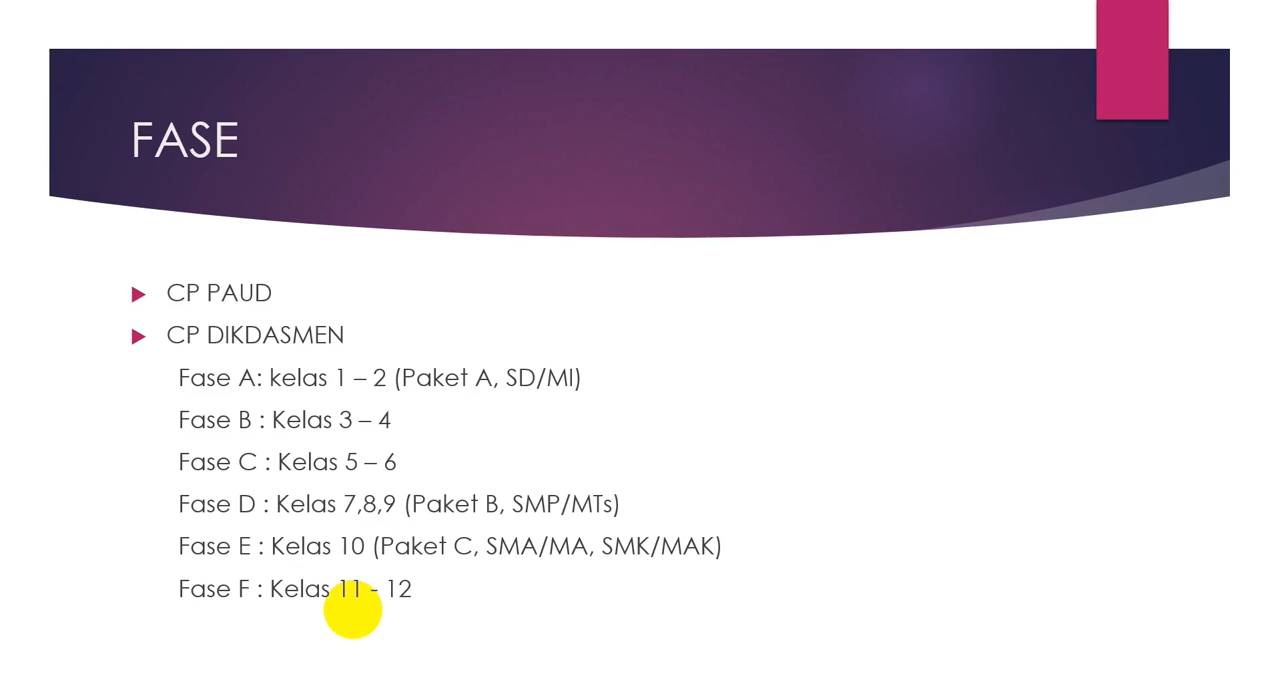 FASE
CP PAUD
CP DIKDASMEN
Fase A: kelas 1 – 2 (Paket A, SD/MI)
Fase B : Kelas 3 – 4
Fase C : Kelas 5 – 6
Fase D : Kelas 7,8,9 (Paket B, SMP/MTs)
Fase E : Kelas 10 (Paket C, SMA/MA, SMK/MAK)
Fase F : Kelas 11 - 12